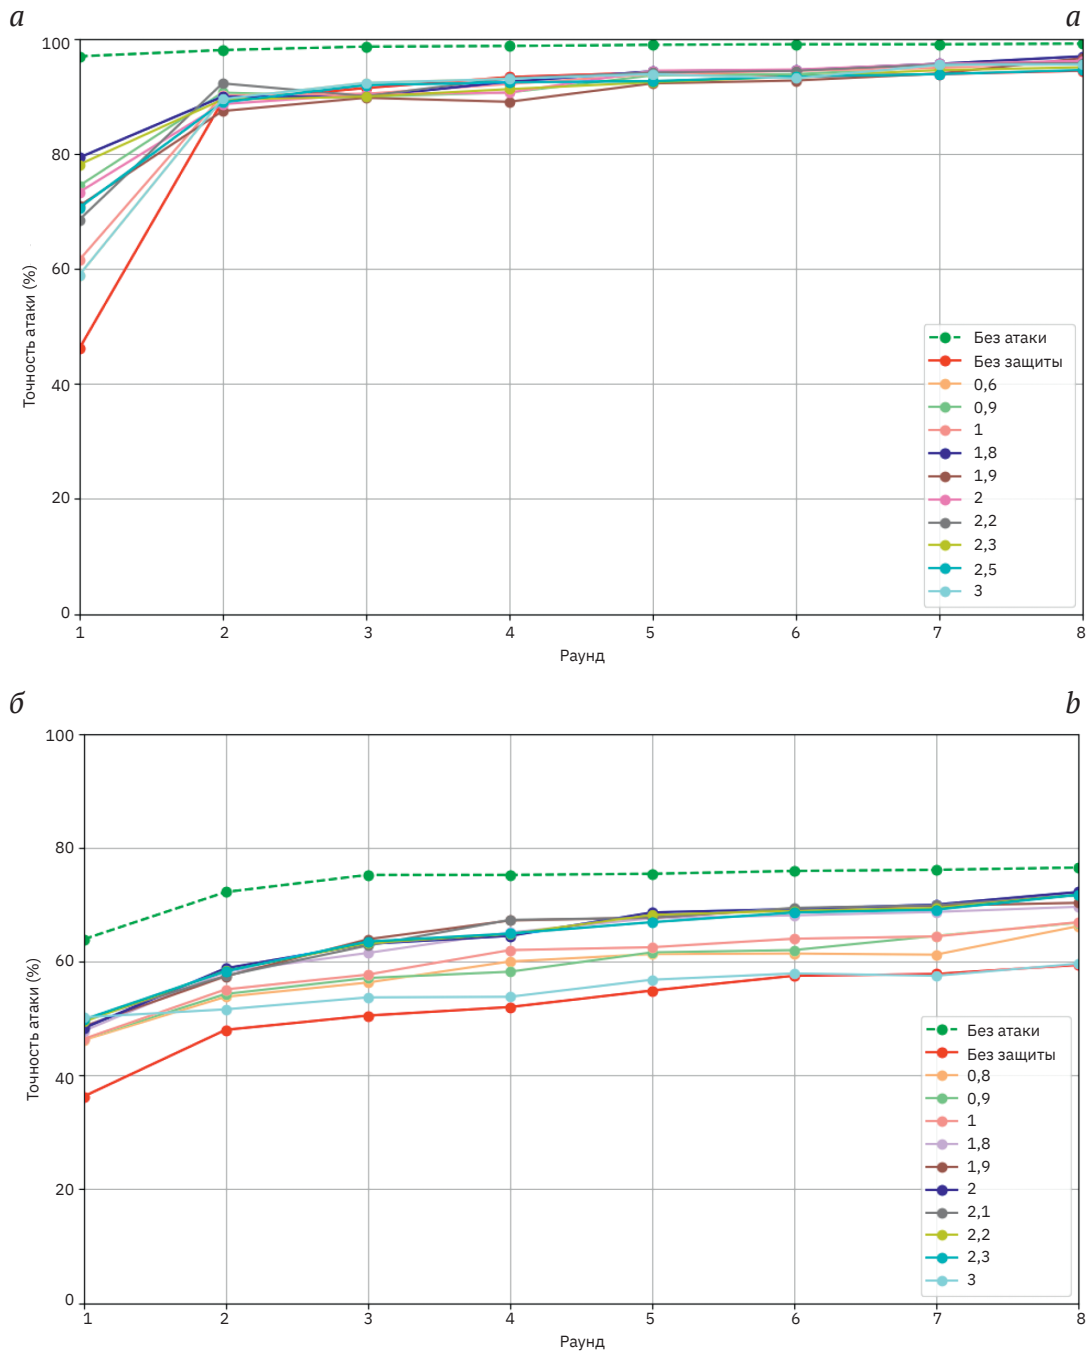 а a
100
80
60
40
20
0
Точность атаки (%)
Без атаки
Без защиты
0,6
0,9
1
1,8
1,9
2
2,2
2,3
2,5
3
1 2 3 4 5 6 7 8
Раунд
б b
100
80
60
40
20
0
Точность атаки (%)
Без атаки
Без защиты
0,8
0,9
1
1,8
1,9
2
2,1
2,2
2,3
3
1 2 3 4 5 6 7 8
Раунд